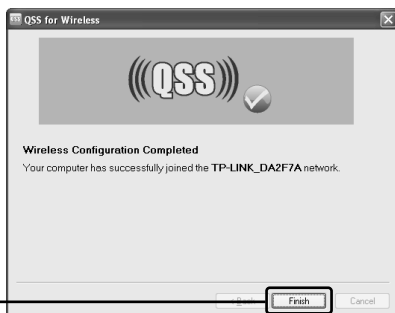 QSS for Wireless
QSS
Wireless Configuration Completed
Your computer has successfully joined the TP-LINK_DA2F7A network.
< Back
Finish
Cancel